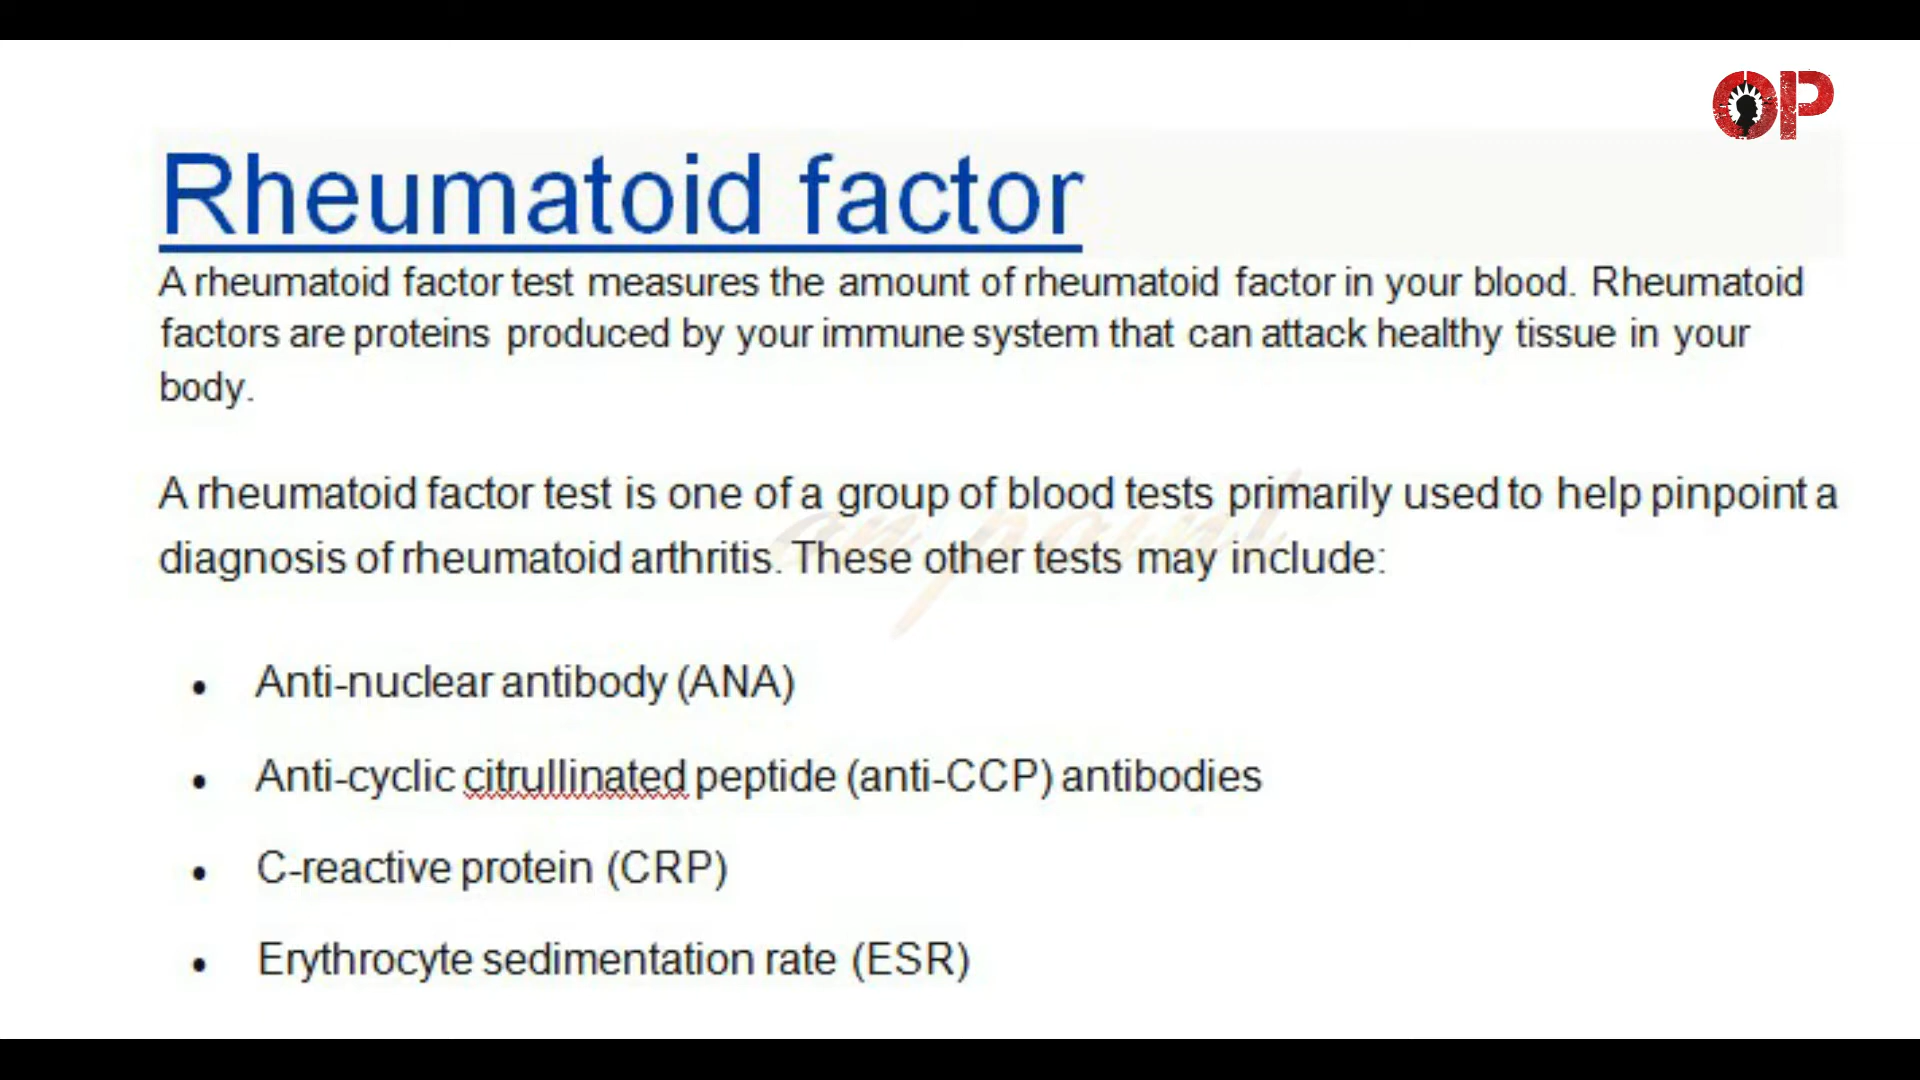 OP
Rheumatoid factor
A rheumatoid factor test measures the amount of rheumatoid factor in your blood. Rheumatoid
factors are proteins produced by your immune system that can attack healthy tissue in your
body.
A rheumatoid factor test is one of a group of blood tests primarily used to help pinpoint a
diagnosis of rheumatoid arthritis. These other tests may include:
on point
• Anti-nuclear antibody (ANA)
• Anti-cyclic citrullinated peptide (anti-CCP) antibodies
• C-reactive protein (CRP)
• Erythrocyte sedimentation rate (ESR)